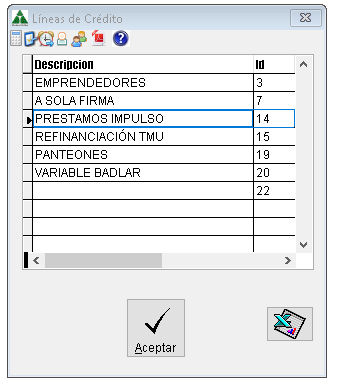 Líneas de Crédito
Descripcion Id
EMPRENDEDORES 3
A SOLA FIRMA 7
PRESTAMOS IMPULSO 14
REFINANCIACIÓN TMU 15
PANTEONES 19
VARIABLE BADLAR 20
22
Aceptar